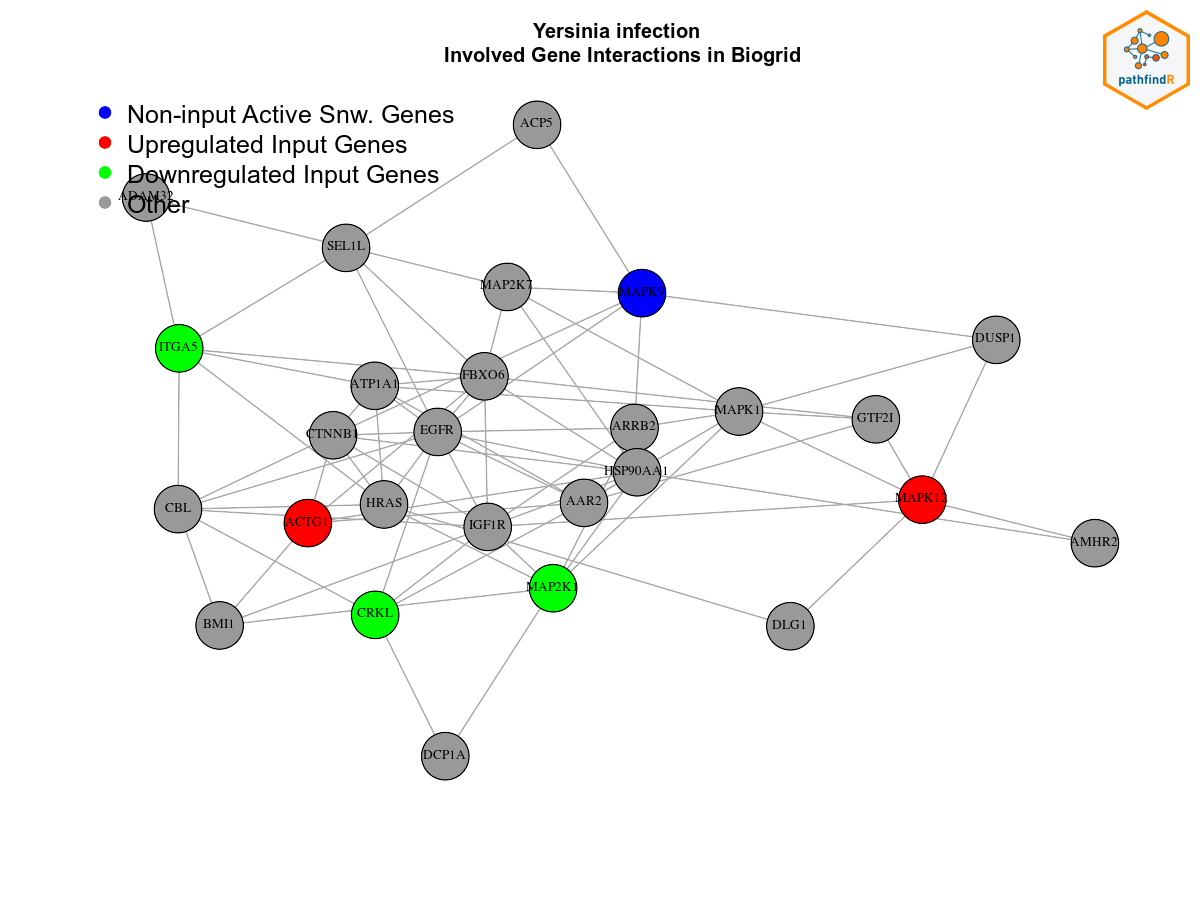 Yersinia infection
Involved Gene Interactions in Biogrid
pathfindR
Non-input Active Snw. Genes
Upregulated Input Genes
Downregulated Input Genes
Other
ACP5
ADAM32
SEL1L
MAP2K7
MAPK9
DUSP1
ITGA5
FBXO6
ATP1A1
MAPK1
GTF2I
ARRB2
EGFR
CTNNB1
HSP90AA1
MAPK12
AAR2
HRAS
CBL
ACTG1
IGF1R
AMHR2
MAP2K1
CRKL
BMI1
DLG1
DCP1A